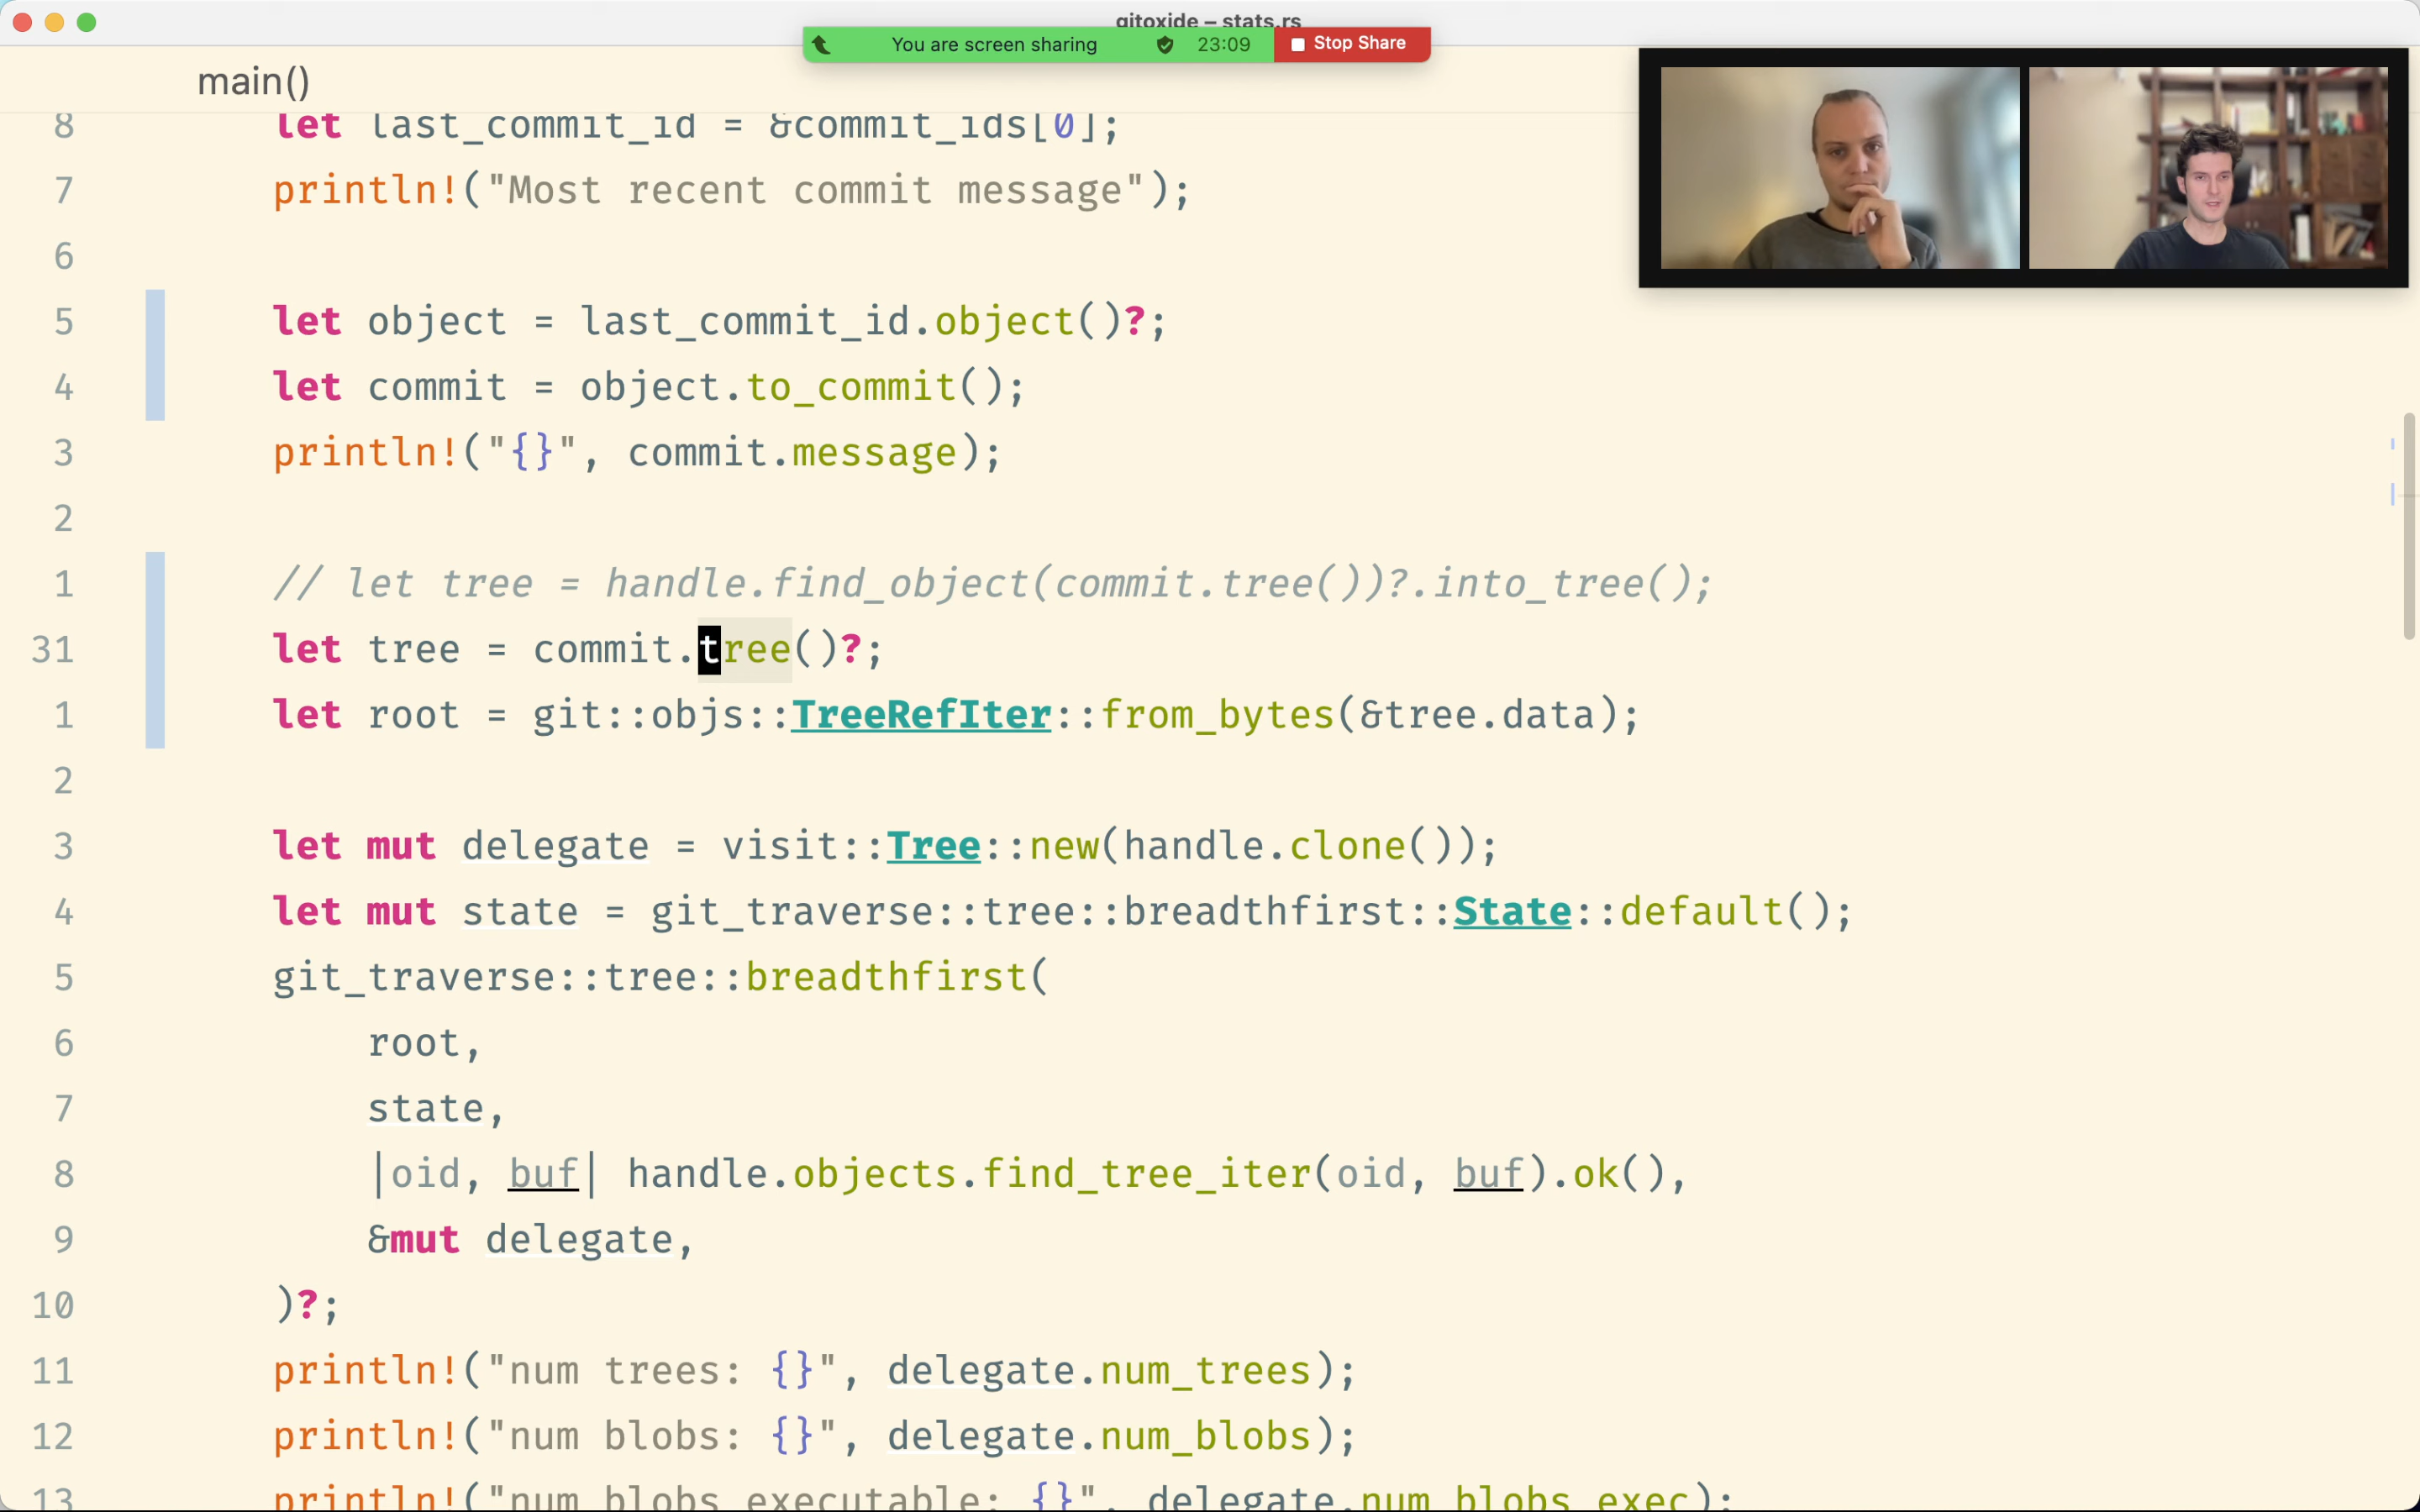 gitoxide – stats.rs
You are screen sharing 23:09 Stop Share
main()
8 let last_commit_id = &commit_ids[0];
7 println!("Most recent commit message");
6
5 let object = last_commit_id.object()?;
4 let commit = object.to_commit();
3 println!("{}", commit.message);
2
1 // let tree = handle.find_object(commit.tree())?.into_tree();
31 let tree = commit.tree()?;
1 let root = git::objs::TreeRefIter::from_bytes(&tree.data);
2
3 let mut delegate = visit::Tree::new(handle.clone());
4 let mut state = git_traverse::tree::breadthfirst::State::default();
5 git_traverse::tree::breadthfirst(
6 root,
7 state,
8 |oid, buf| handle.objects.find_tree_iter(oid, buf).ok(),
9 &mut delegate,
10 )?;
11 println!("num trees: {}", delegate.num_trees);
12 println!("num blobs: {}", delegate.num_blobs);
13 println!("num blobs executable: {}", delegate.num_blobs_exec);